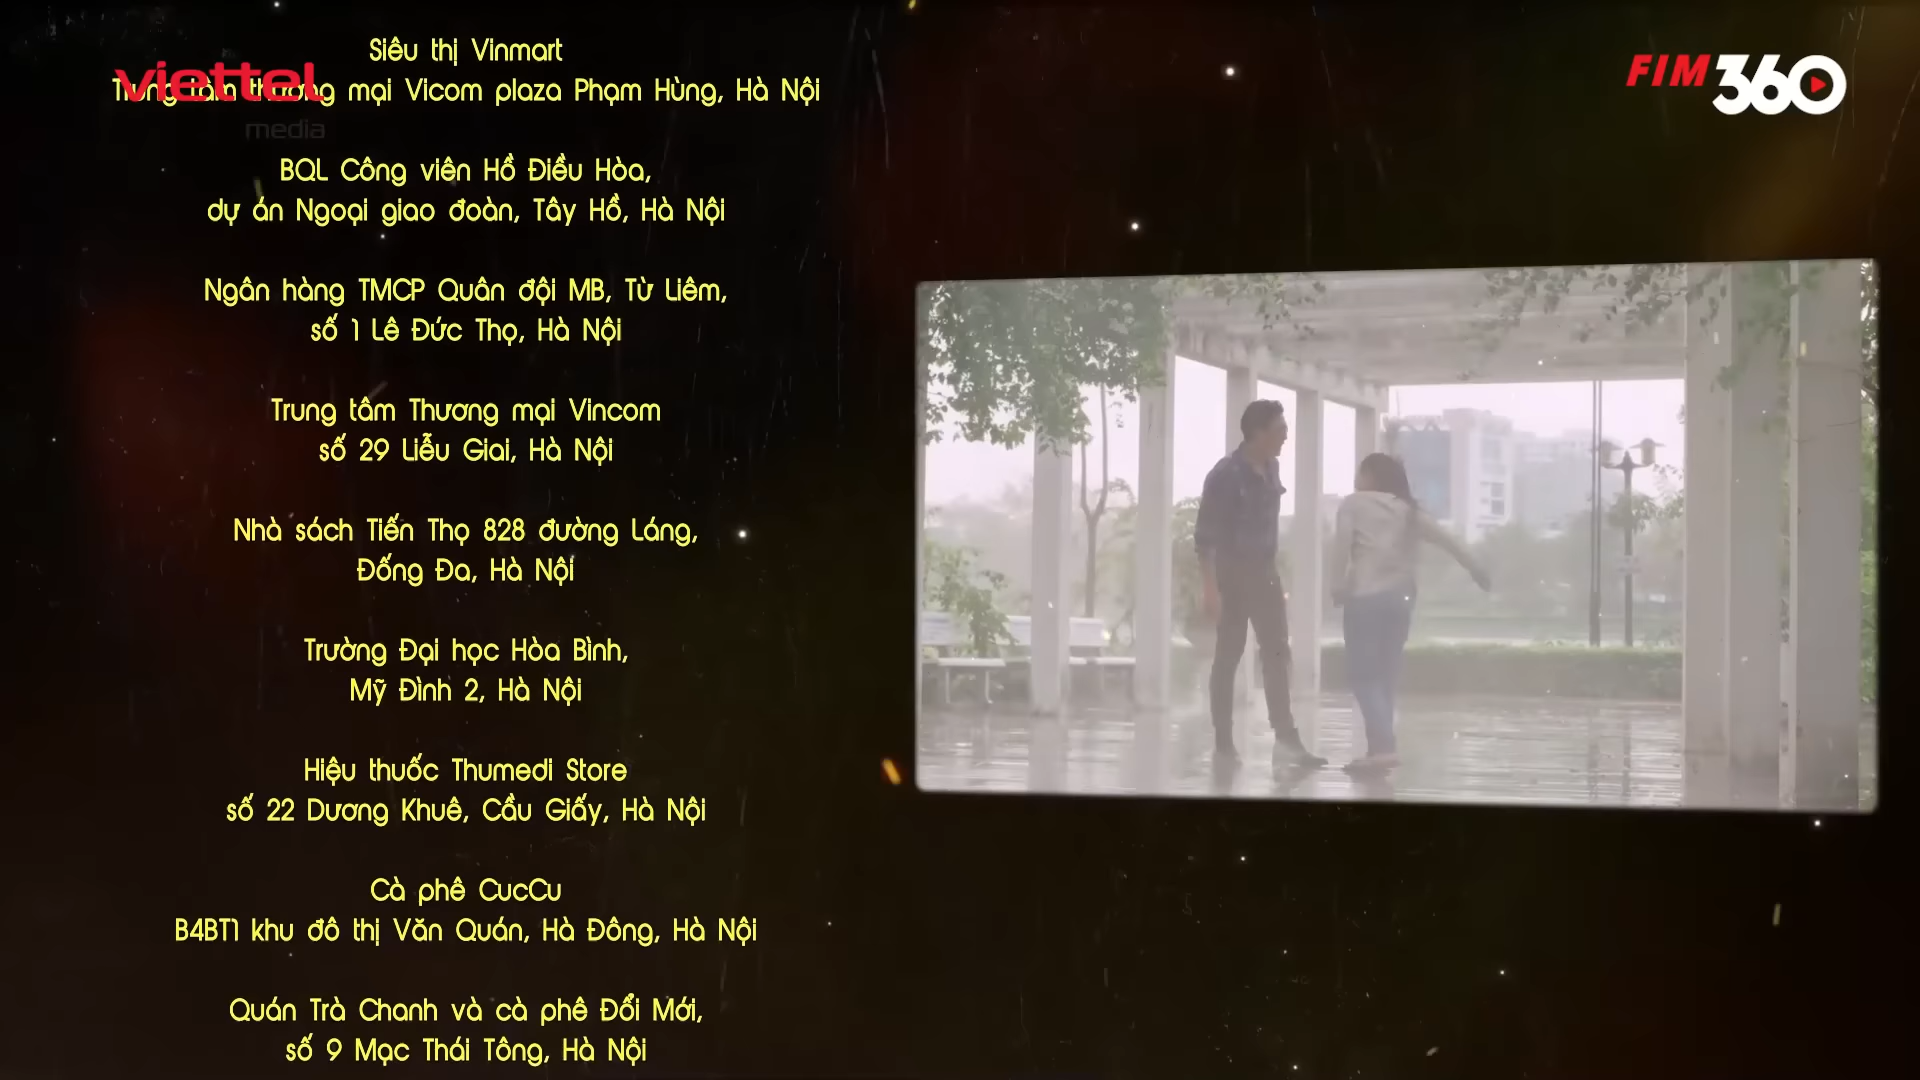 Siêu thị Vinmart
viettel
Trung tâm thương mại Vicom plaza Phạm Hùng, Hà Nội
media
FIM360
BQL Công viên Hồ Điều Hòa,
dự án Ngoại giao đoàn, Tây Hồ, Hà Nội
Ngân hàng TMCP Quân đội MB, Từ Liêm,
số 1 Lê Đức Thọ, Hà Nội
Trung tâm Thương mại Vincom
số 29 Liễu Giai, Hà Nội
Nhà sách Tiến Thọ 828 đường Láng,
Đống Đa, Hà Nội
Trường Đại học Hòa Bình,
Mỹ Đình 2, Hà Nội
Hiệu thuốc Thumedi Store
số 22 Dương Khuê, Cầu Giấy, Hà Nội
Cà phê CucCu
B4BT1 khu đô thị Văn Quán, Hà Đông, Hà Nội
Quán Trà Chanh và cà phê Đổi Mới,
số 9 Mạc Thái Tông, Hà Nội